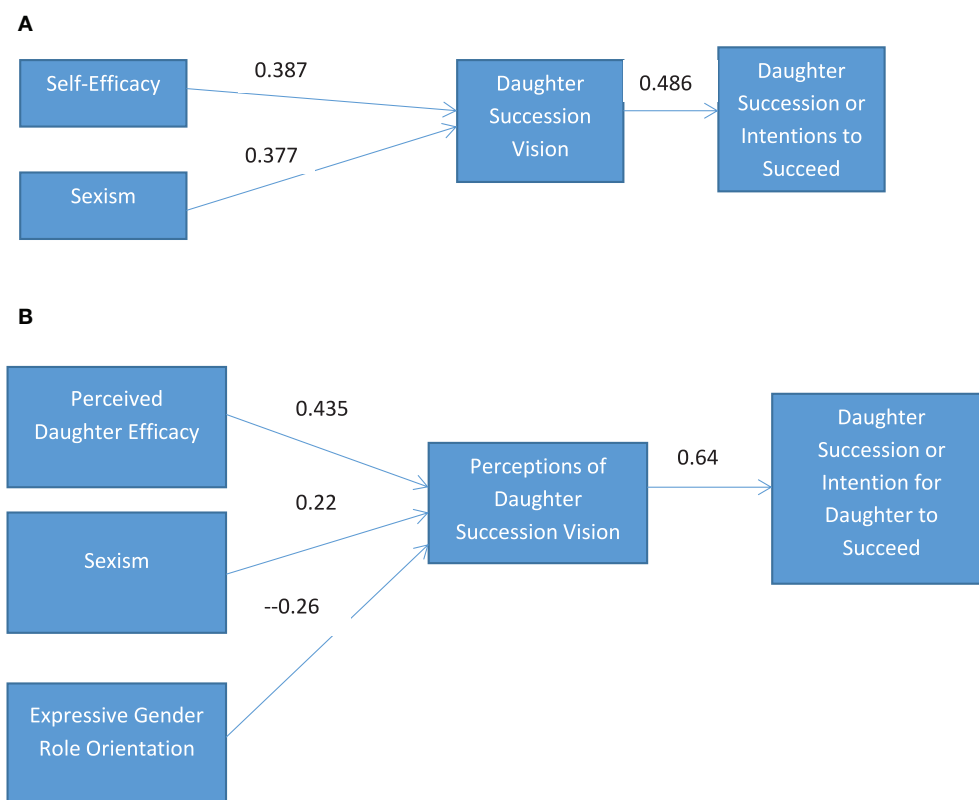 A
Self-Efficacy
0.387
Sexism
0.377
Daughter
Succession
Vision
0.486
Daughter
Succession or
Intentions to
Succeed
B
Perceived
Daughter Efficacy
0.435
Sexism
0.22
Expressive Gender
Role Orientation
--0.26
Perceptions of
Daughter
Succession Vision
0.64
Daughter
Succession or
Intention for
Daughter to
Succeed